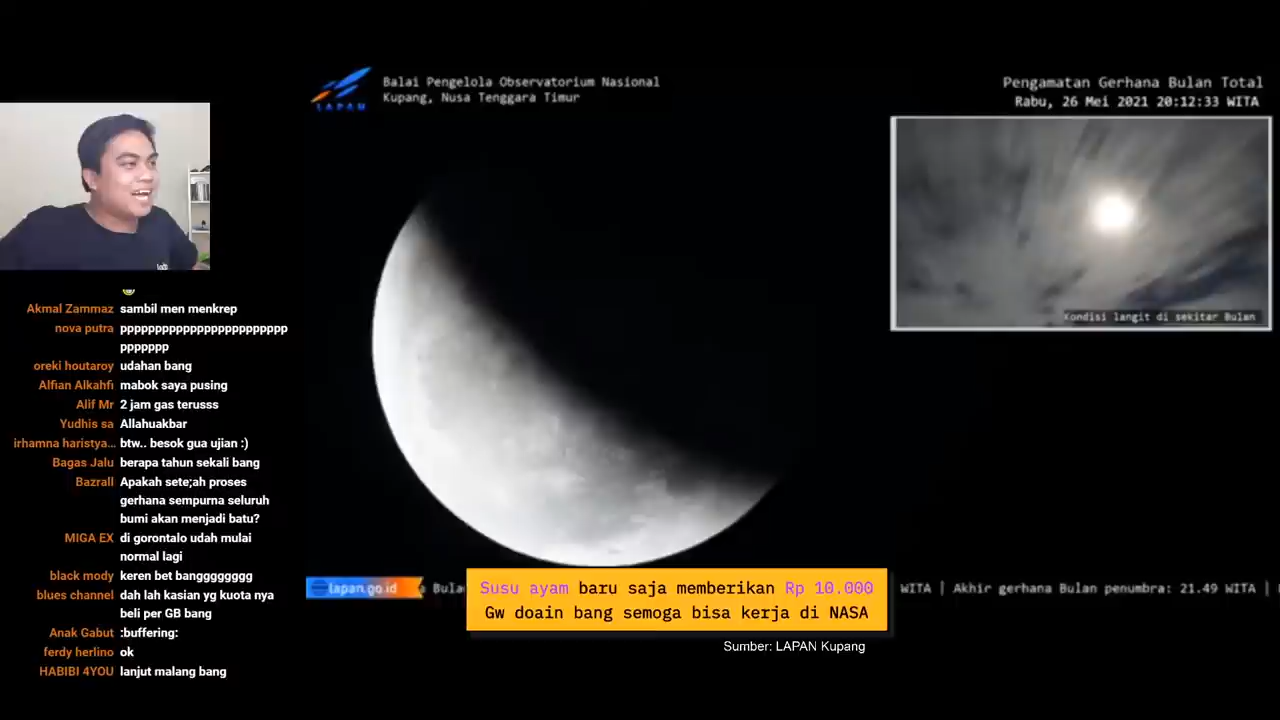 LAPAN
Balai Pengelola Observatorium Nasional
Kupang, Nusa Tenggara Timur
Pengamatan Gerhana Bulan Total
Rabu, 26 Mei 2021 20:12:33 WITA
Kondisi langit di sekitar Bulan
Akmal Zammaz sambil men menkrep
nova putra pppppppppppppppppppppppp
ppppppp
oreki houtaroy udahan bang
Alfian Alkahfi mabok saya pusing
Alif Mr 2 jam gas terusss
Yudhis sa Allahuakbar
irhamna haristya... btw.. besok gua ujian :)
Bagas Jalu berapa tahun sekali bang
Bazrall Apakah sete;ah proses
gerhana sempurna seluruh
bumi akan menjadi batu?
MIGA EX di gorontalo udah mulai
normal lagi
black mody keren bet bangggggggg
blues channel dah lah kasian yg kuota nya
beli per GB bang
Anak Gabut :buffering:
ferdy herlino ok
HABIBI 4YOU lanjut malang bang
lapan.go.id a Bula WITA | Akhir gerhana Bulan penumbra: 21.49 WITA |
Susu ayam baru saja memberikan Rp 10.000
Gw doain bang semoga bisa kerja di NASA
Sumber: LAPAN Kupang